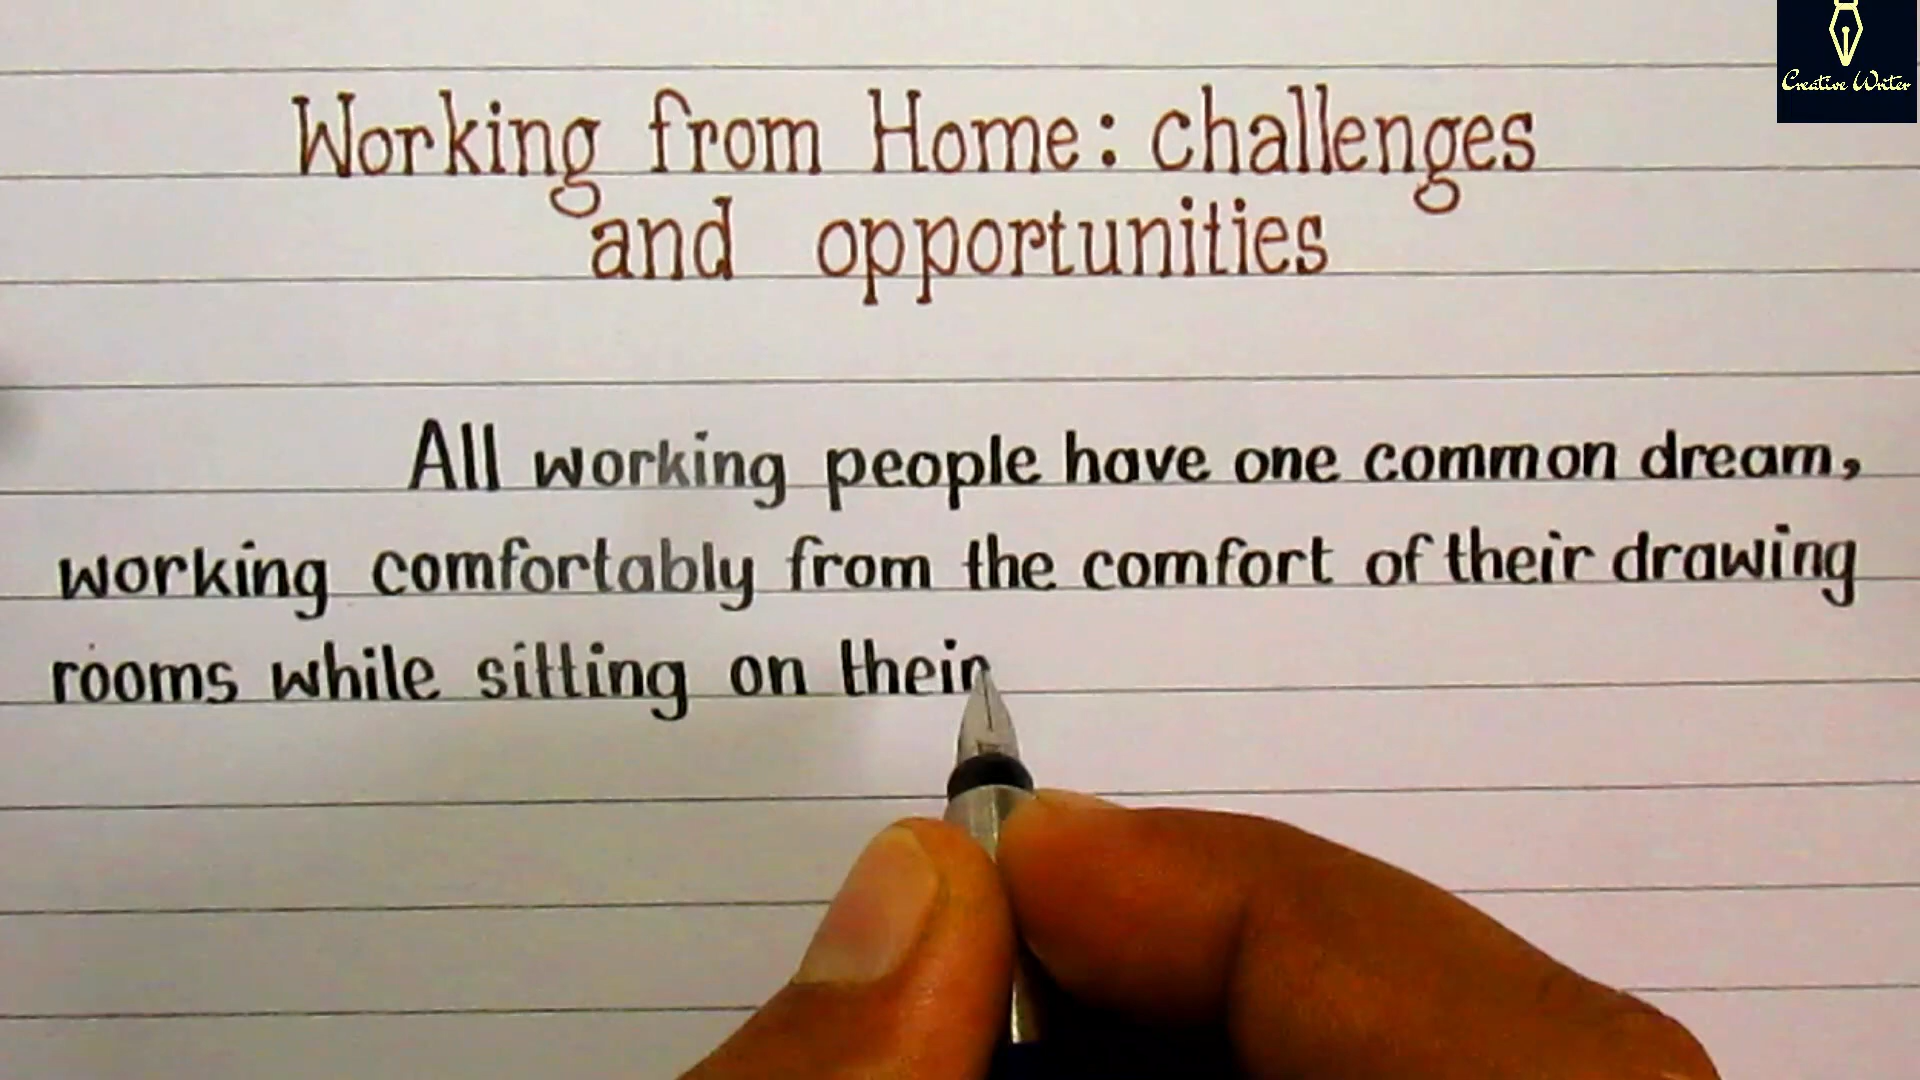 Creative Writer
Working from Home: challenges
and opportunities
All working people have one common dream,
working comfortably from the comfort of their drawing
rooms while sitting on their